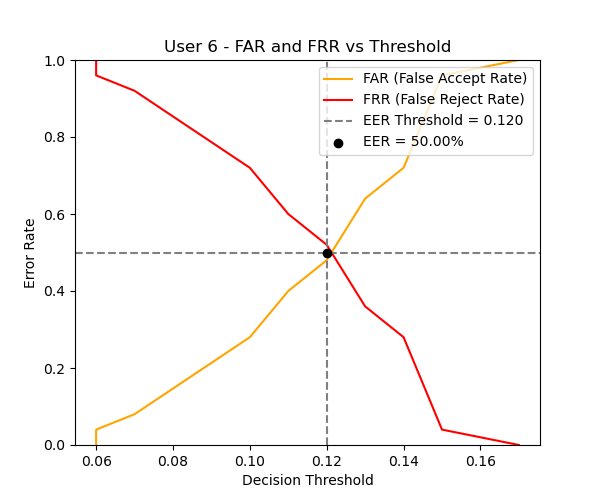 User 6 - FAR and FRR vs Threshold
1.0
0.8
0.6
0.4
0.2
0.0
Error Rate
FAR (False Accept Rate)
FRR (False Reject Rate)
EER Threshold = 0.120
EER = 50.00%
0.06 0.08 0.10 0.12 0.14 0.16
Decision Threshold